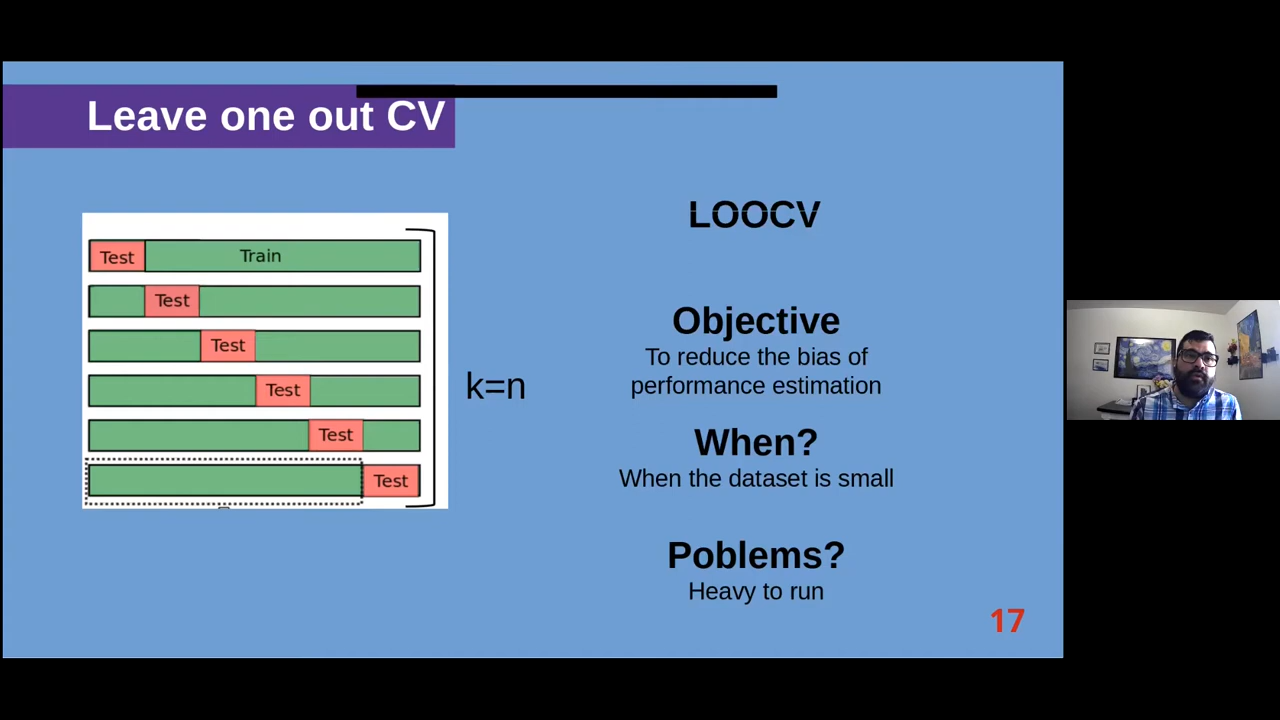 Leave one out CV
Test Train
Test
Test
Test
Test
Test
k=n
LOOCV
Objective
To reduce the bias of
performance estimation
When?
When the dataset is small
Poblems?
Heavy to run
17